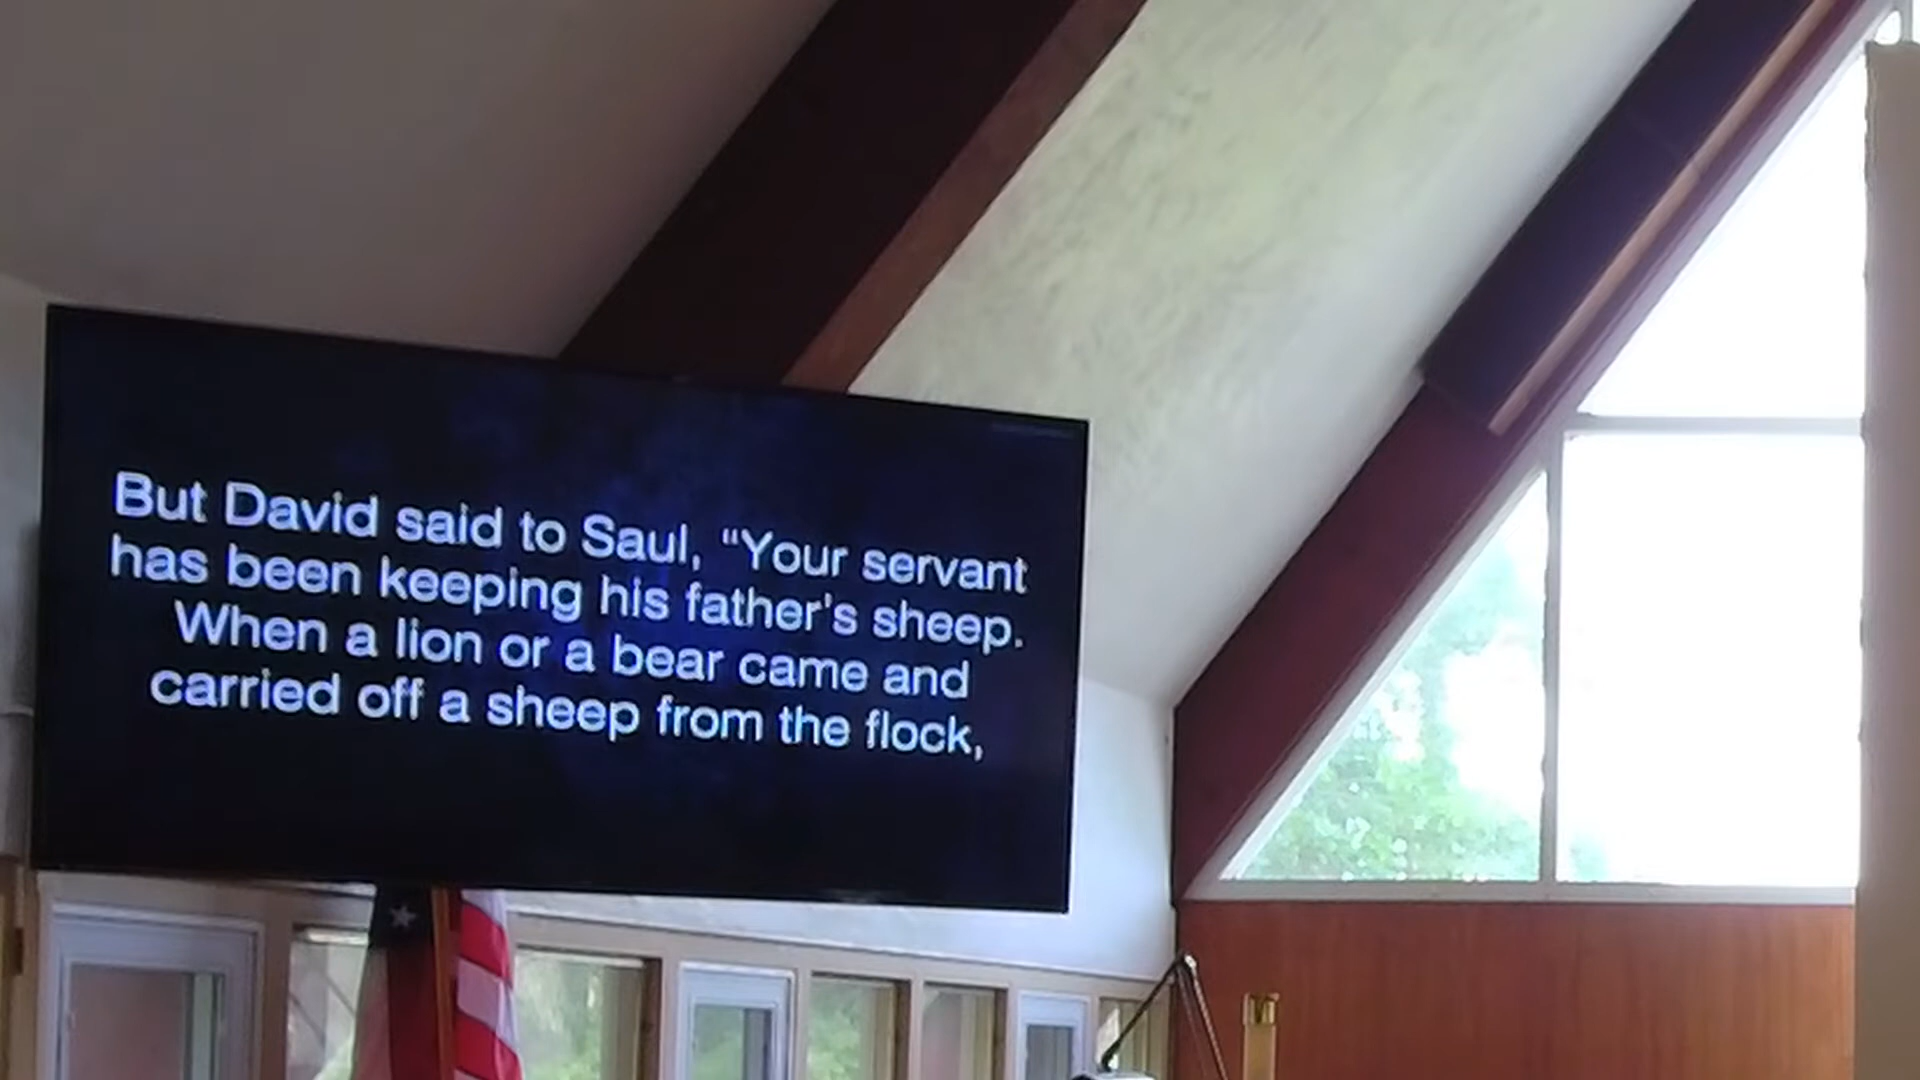 But David said to Saul, “Your servant
has been keeping his father's sheep.
When a lion or a bear came and
carried off a sheep from the flock,